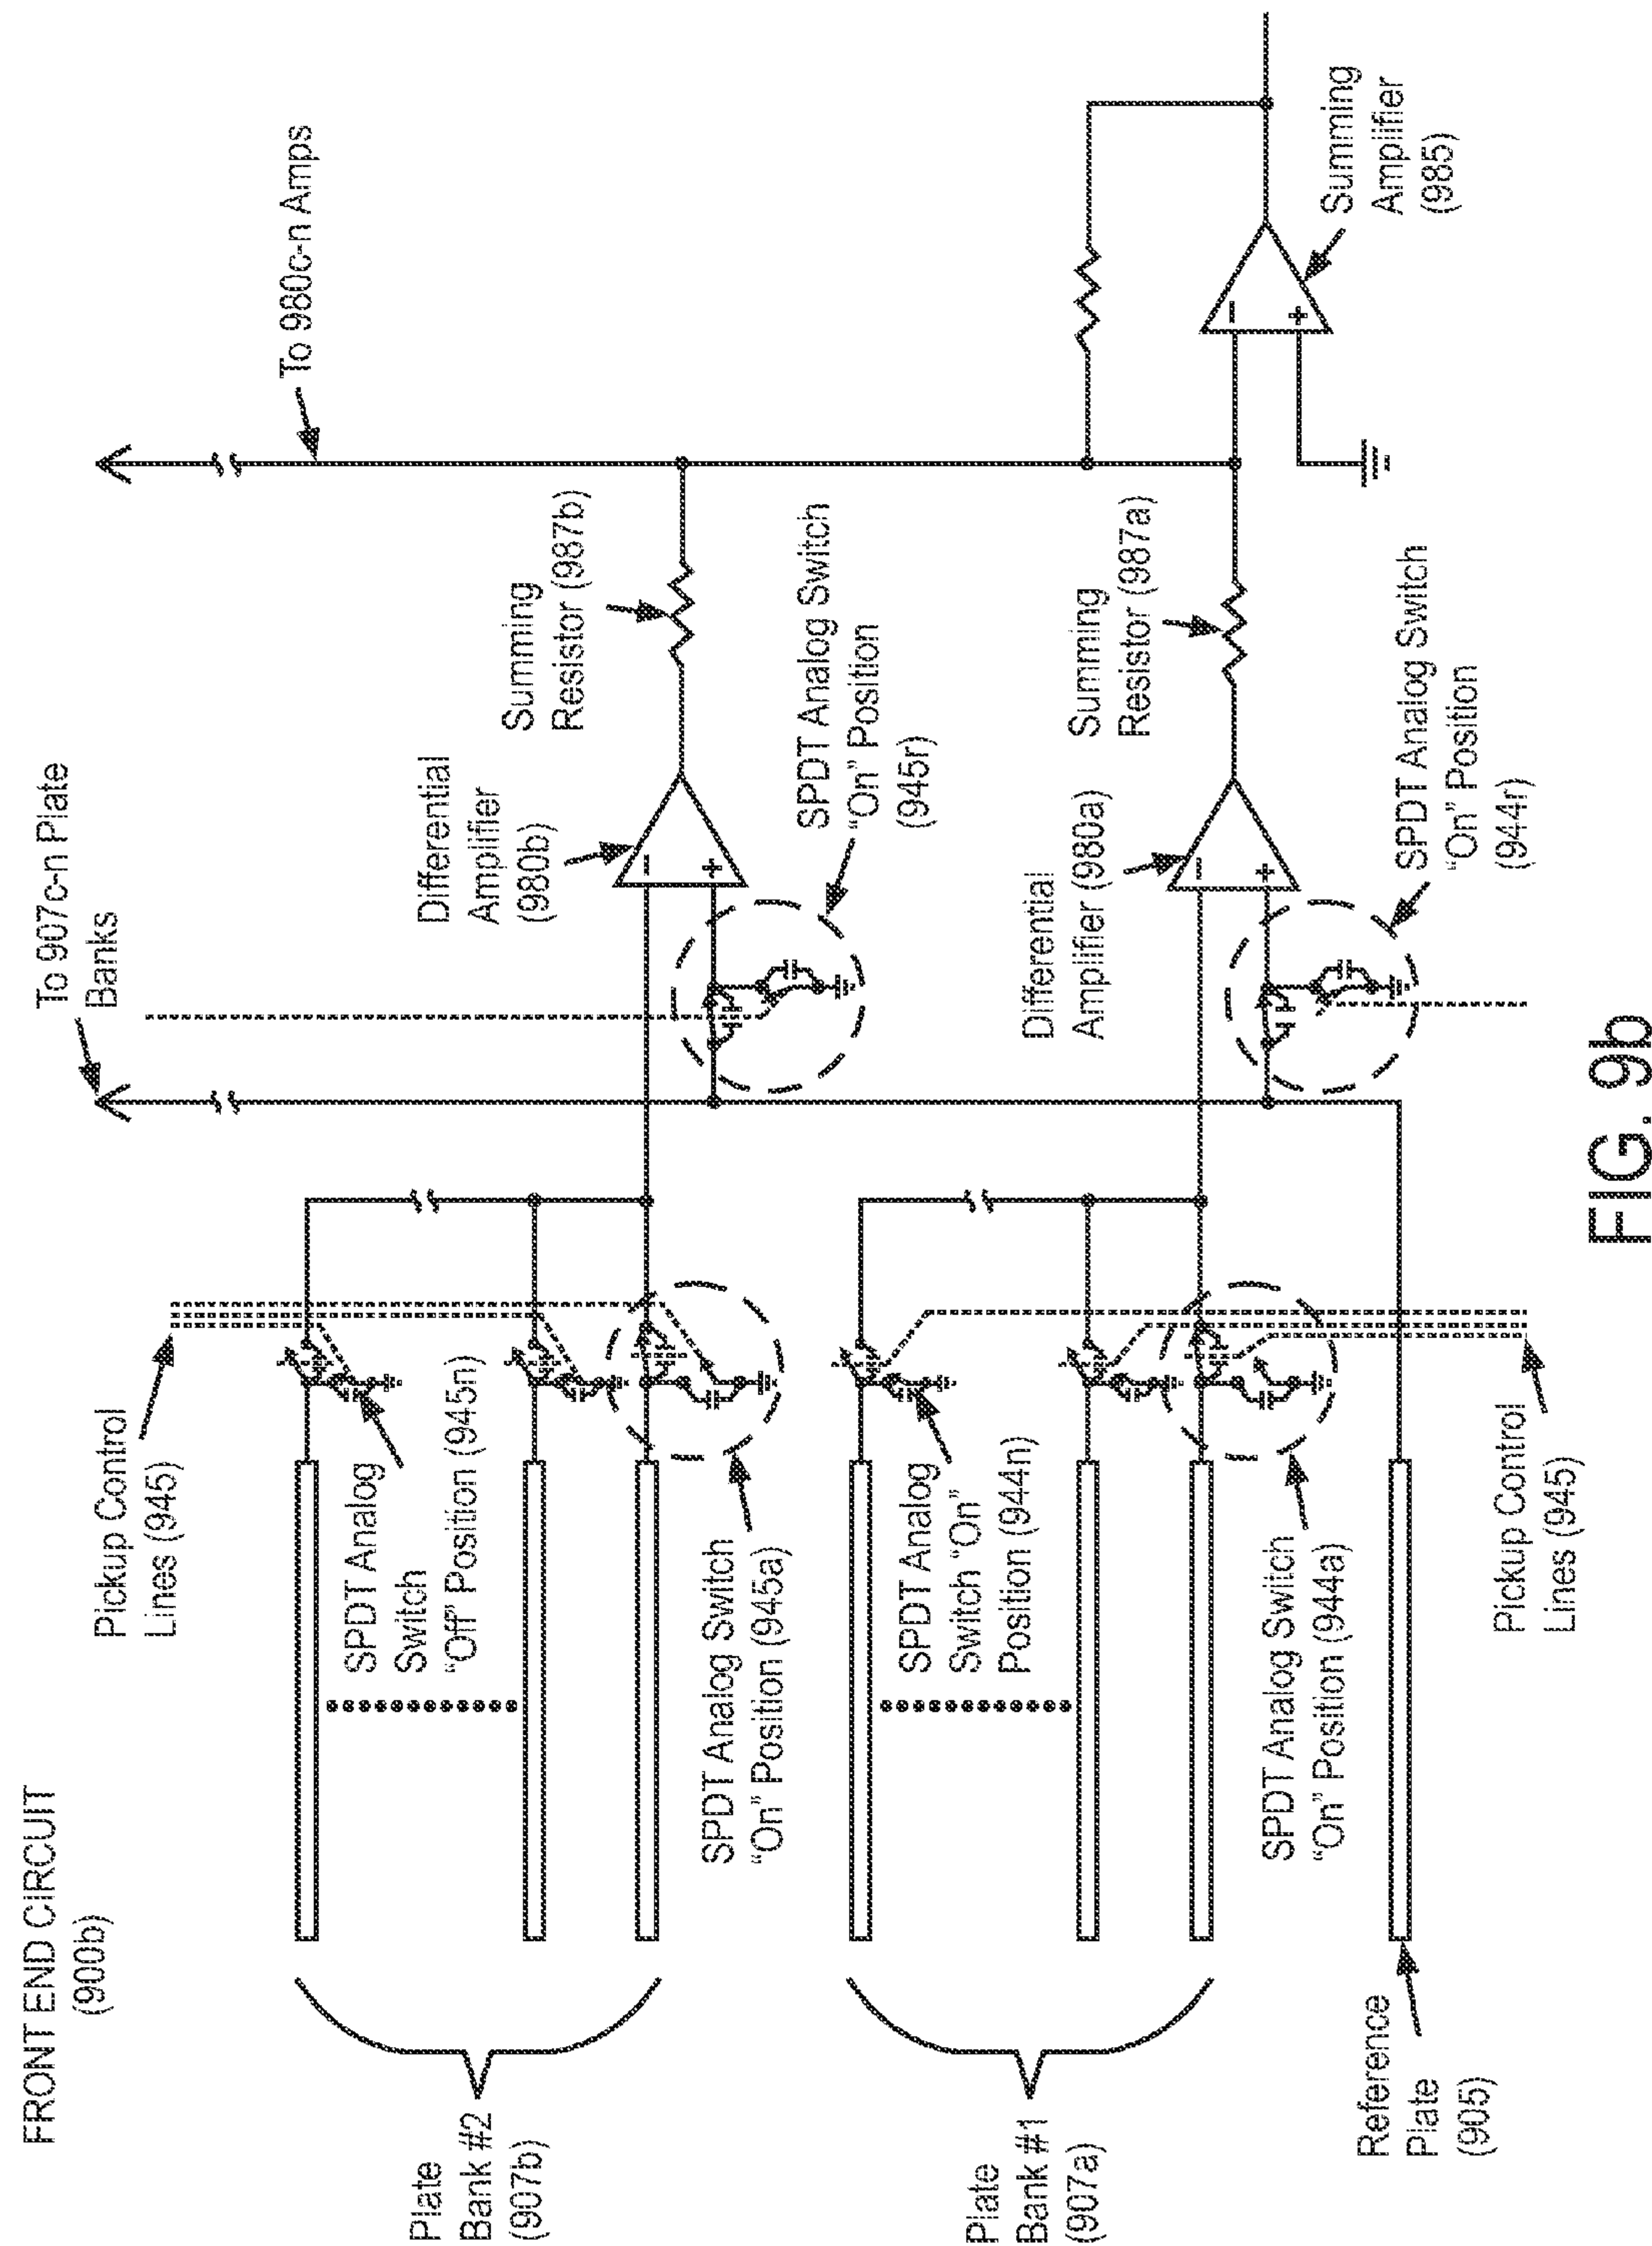 FRONT END CIRCUIT
(900b)
Plate
Bank #2
(907b)
Plate
Bank #1
(907a)
Reference
Plate
(905)
Pickup Control
Lines (945)
SPDT Analog
Switch
"Off" Position (945n)
SPDT Analog Switch
"On" Position (945a)
SPDT Analog
Switch "On"
Position (944n)
SPDT Analog Switch
"On" Position (944a)
Pickup Control
Lines (945)
To 907c-n Plate
Banks
Differential
Amplifier
(980b)
−
+
SPDT Analog Switch
"On" Position
(945r)
Differential
Amplifier (980a)
−
+
SPDT Analog Switch
"On" Position
(944r)
Summing
Resistor (987b)
Summing
Resistor (987a)
To 980c-n Amps
−
+
Summing
Amplifier
(985)
FIG. 9b